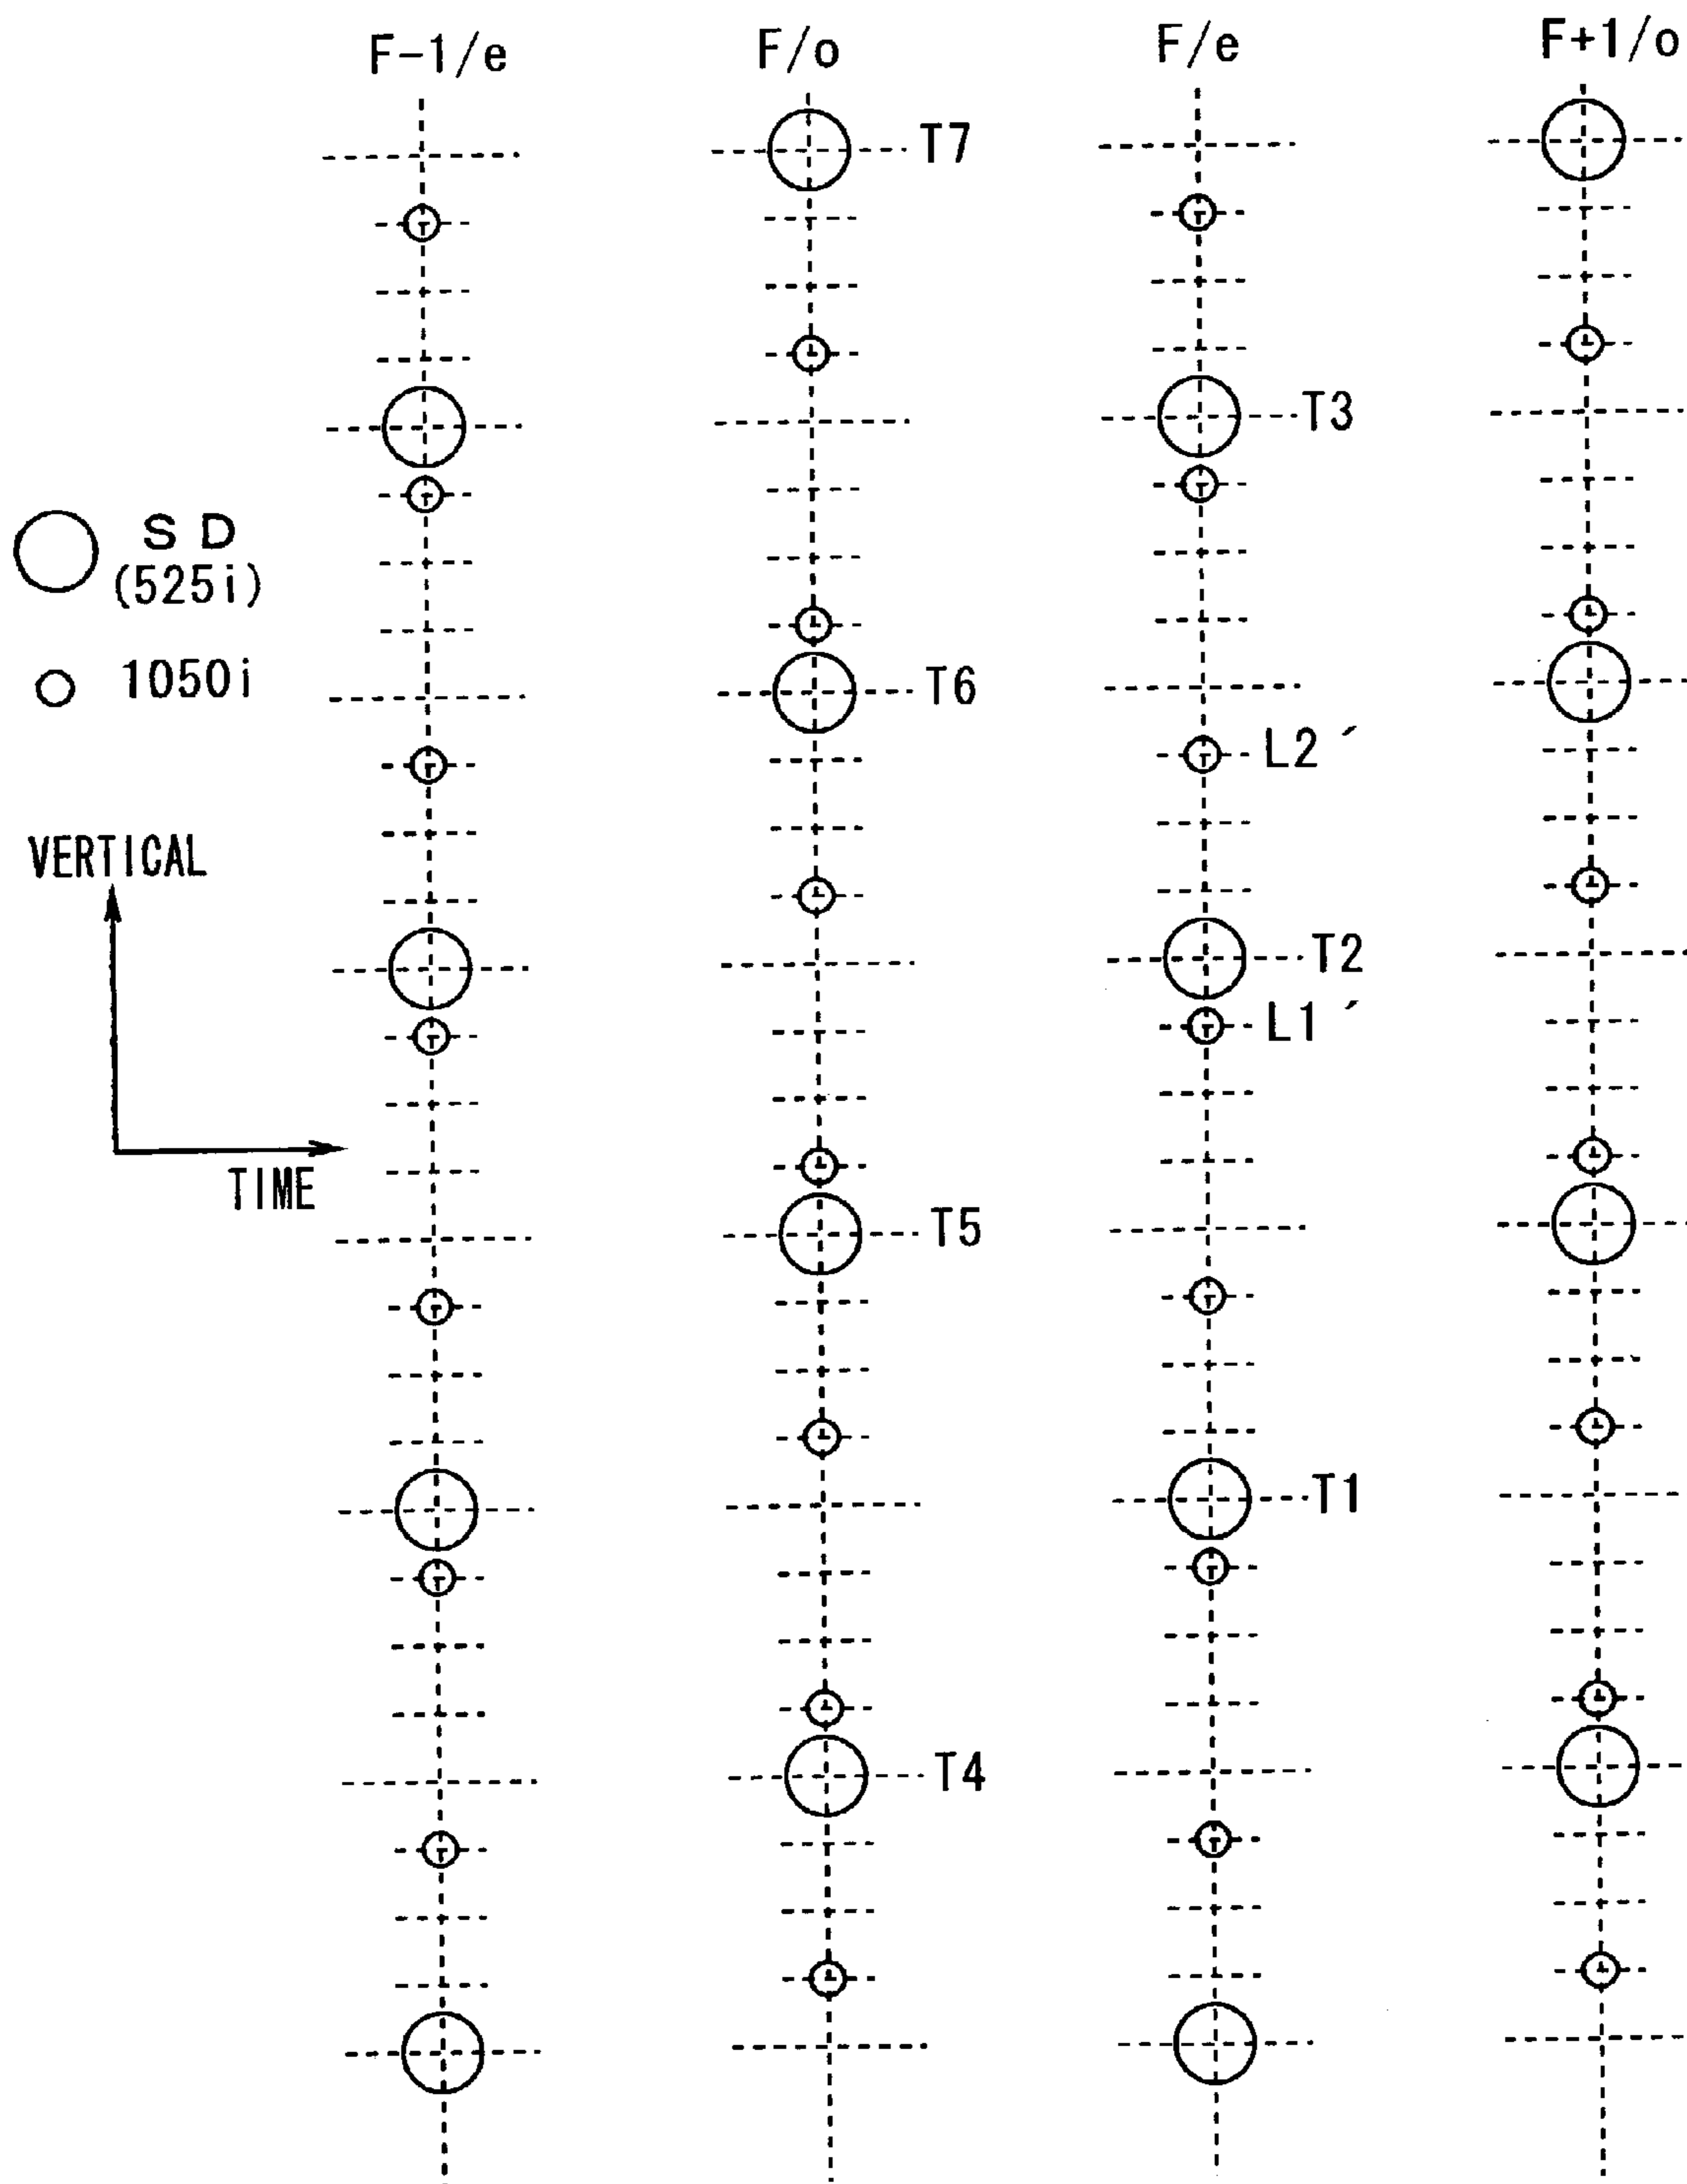 F-1/e
F/o
F/e
F+1/o
T7
T3
SD
(525i)
1050i
T6
L2´
VERTICAL
T2
L1´
TIME
T5
T1
T4